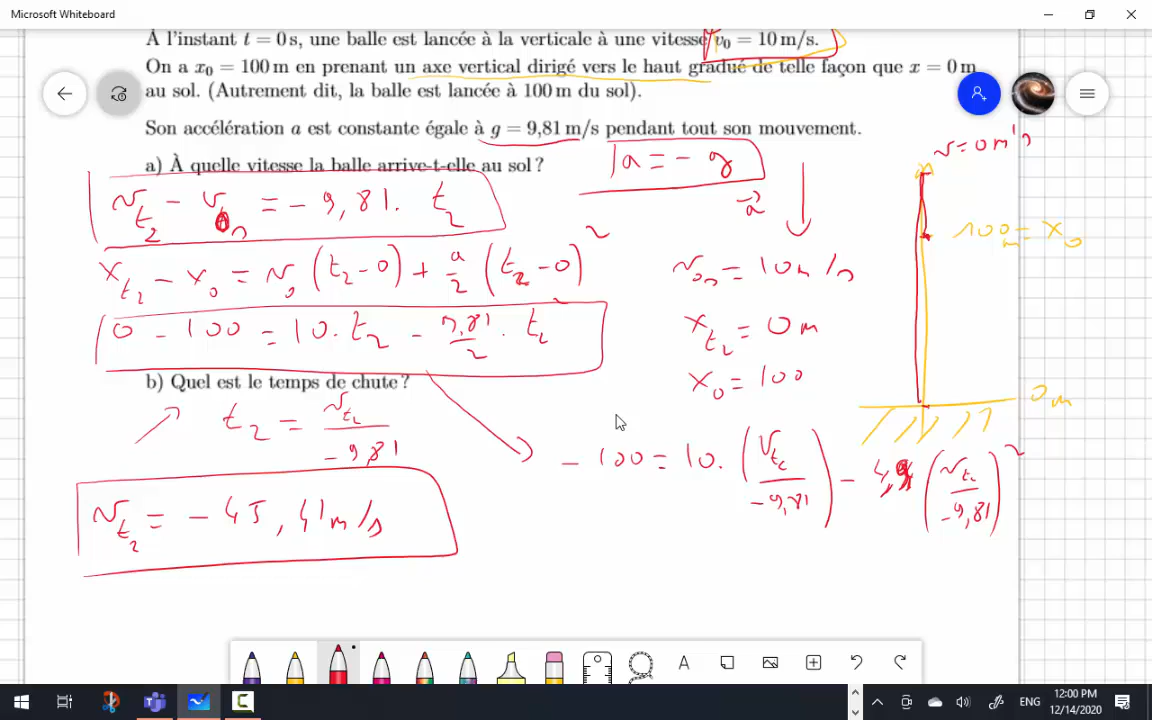 Microsoft Whiteboard
À l'instant t = 0 s, une balle est lancée à la verticale à une vitesse v₀ = 10 m/s.
On a x₀ = 100 m en prenant un axe vertical dirigé vers le haut gradué de telle façon que x = 0 m
au sol. (Autrement dit, la balle est lancée à 100 m du sol).
Son accélération a est constante égale à g = 9,81 m/s pendant tout son mouvement.
v = 0 m/s
a) À quelle vitesse la balle arrive-t-elle au sol ?
a = - g
v_t₂ - v₀ = - 9,81 . t₂
a⃗
100 m = x₀
x_t₂ - x₀ = v₀ (t₂ - 0) + a/2 (t₂ - 0)²
v₀ = 10 m/s
0 - 100 = 10 . t₂ - 9,81/2 . t₂²
x_t₂ = 0 m
x₀ = 100
b) Quel est le temps de chute ?
0 m
t₂ = v_t₂/-9,81
- 100 = 10 . (v_t₂/-9,81) - (v_t₂/-9,81)²
v_t₂ = - 45,41 m/s
A
ENG
12:00 PM
12/14/2020